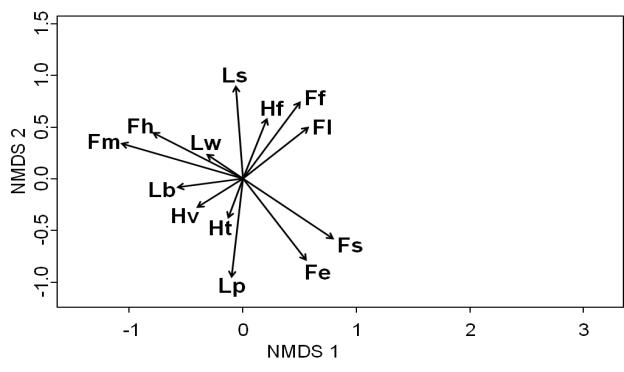 1.5
1.0
0.5
0.0
-0.5
-1.0
NMDS 2
Ls
Hf
Ff
Fl
Fh
Fm
Lw
Lb
Hv
Ht
Lp
Fs
Fe
-1 0 1 2 3
NMDS 1